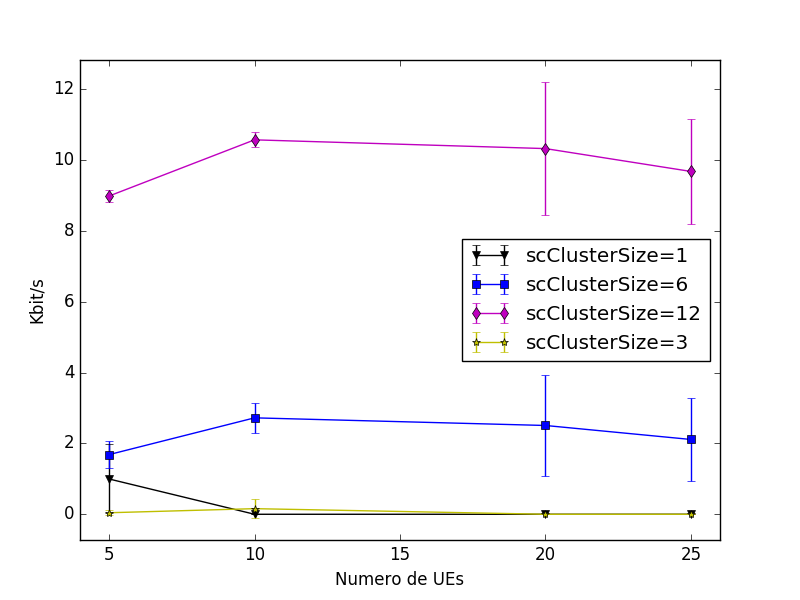 12
10
8
6
4
2
0
Kbit/s
scClusterSize=1
scClusterSize=6
scClusterSize=12
scClusterSize=3
5
10
15
20
25
Numero de UEs